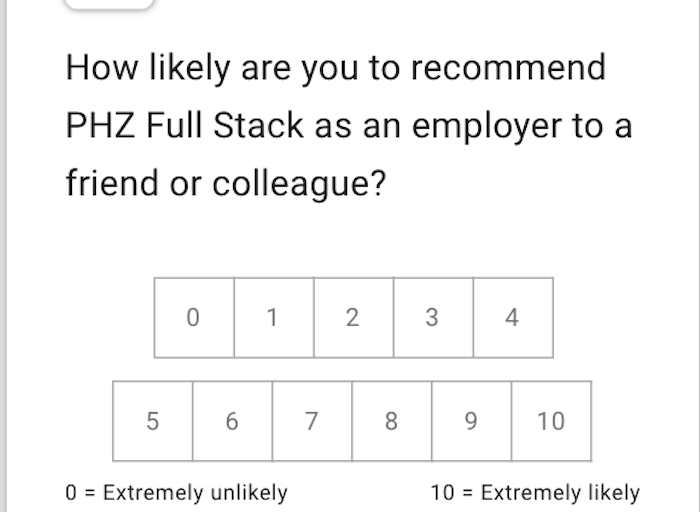 How likely are you to recommend
PHZ Full Stack as an employer to a
friend or colleague?
0 1 2 3 4
5 6 7 8 9 10
0 = Extremely unlikely 10 = Extremely likely